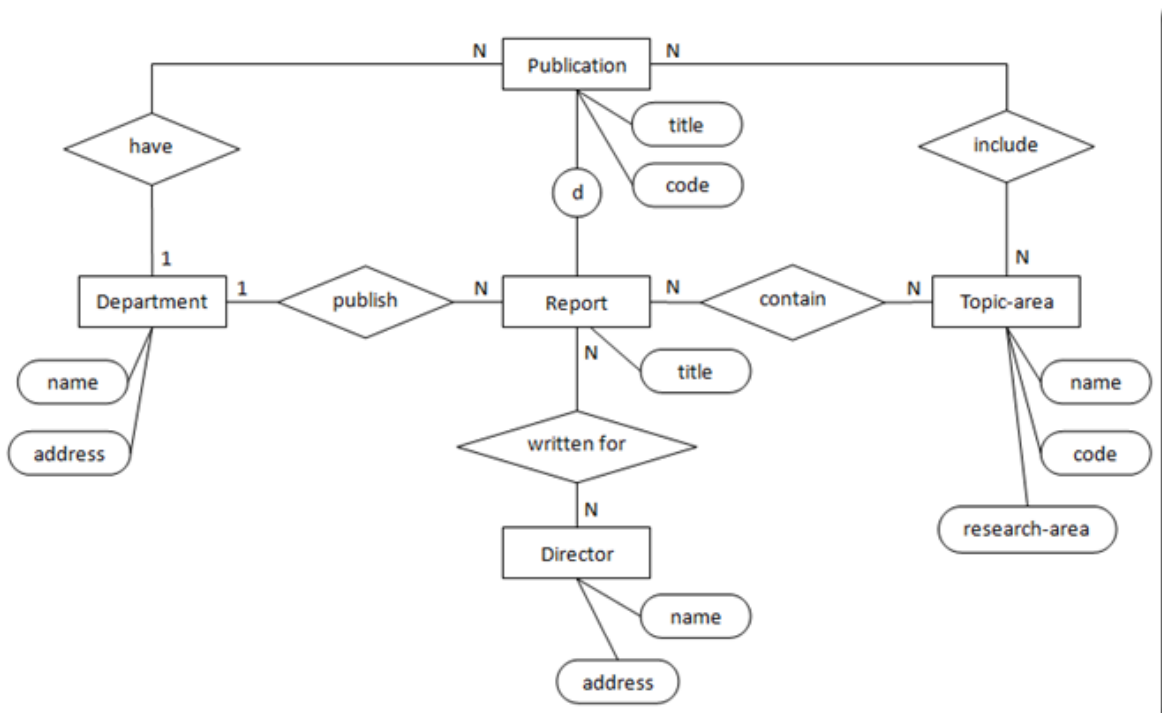 N
Publication
N
title
have
include
code
d
1
N
Department
1
publish
N
Report
N
contain
N
Topic-area
N
title
name
name
written for
address
code
N
research-area
Director
name
address